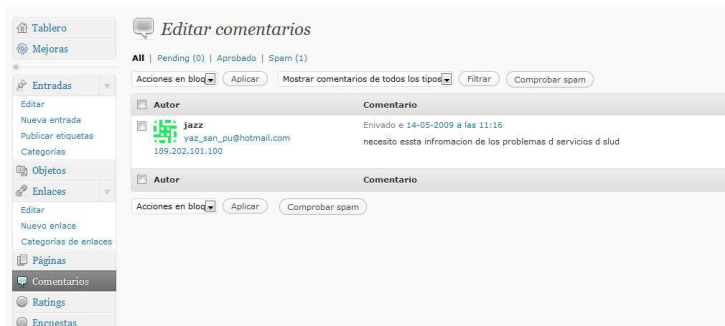 Tablero
Mejoras
Entradas
Editar
Nueva entrada
Publicar etiquetas
Categorías
Objetos
Enlaces
Editar
Nuevo enlace
Categorías de enlaces
Páginas
Comentarios
Ratings
Encuestas
Editar comentarios
All | Pending (0) | Aprobado | Spam (1)
Acciones en bloq Aplicar Mostrar comentarios de todos los tipos Filtrar Comprobar spam
Autor Comentario
jazz Enivado e 14-05-2009 a las 11:16
yaz_san_pu@hotmail.com necesito essta infromacion de los problemas d servicios d slud
189.202.101.100
Autor Comentario
Acciones en bloq Aplicar Comprobar spam